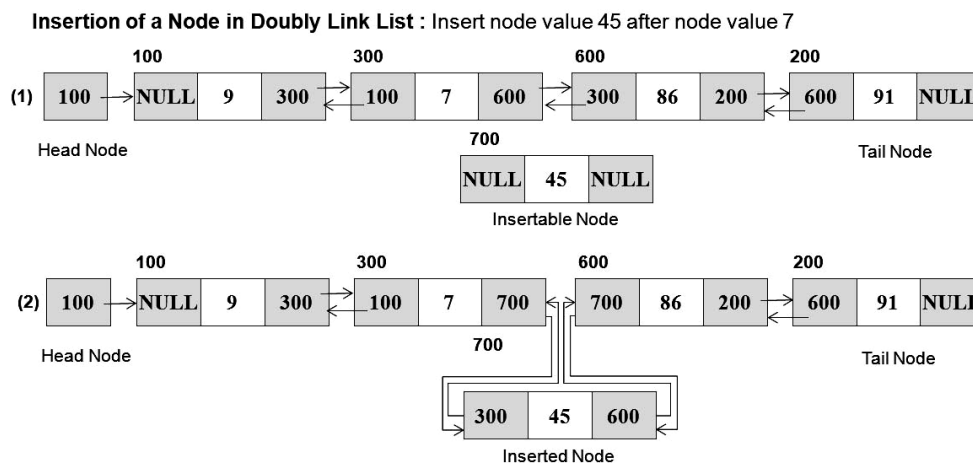 Insertion of a Node in Doubly Link List : Insert node value 45 after node value 7
100 300 600 200
(1) 100 NULL 9 300 100 7 600 300 86 200 600 91 NULL
700
Head Node Tail Node
NULL 45 NULL
Insertable Node
100 300 600 200
(2) 100 NULL 9 300 100 7 700 700 86 200 600 91 NULL
700
Head Node Tail Node
300 45 600
Inserted Node